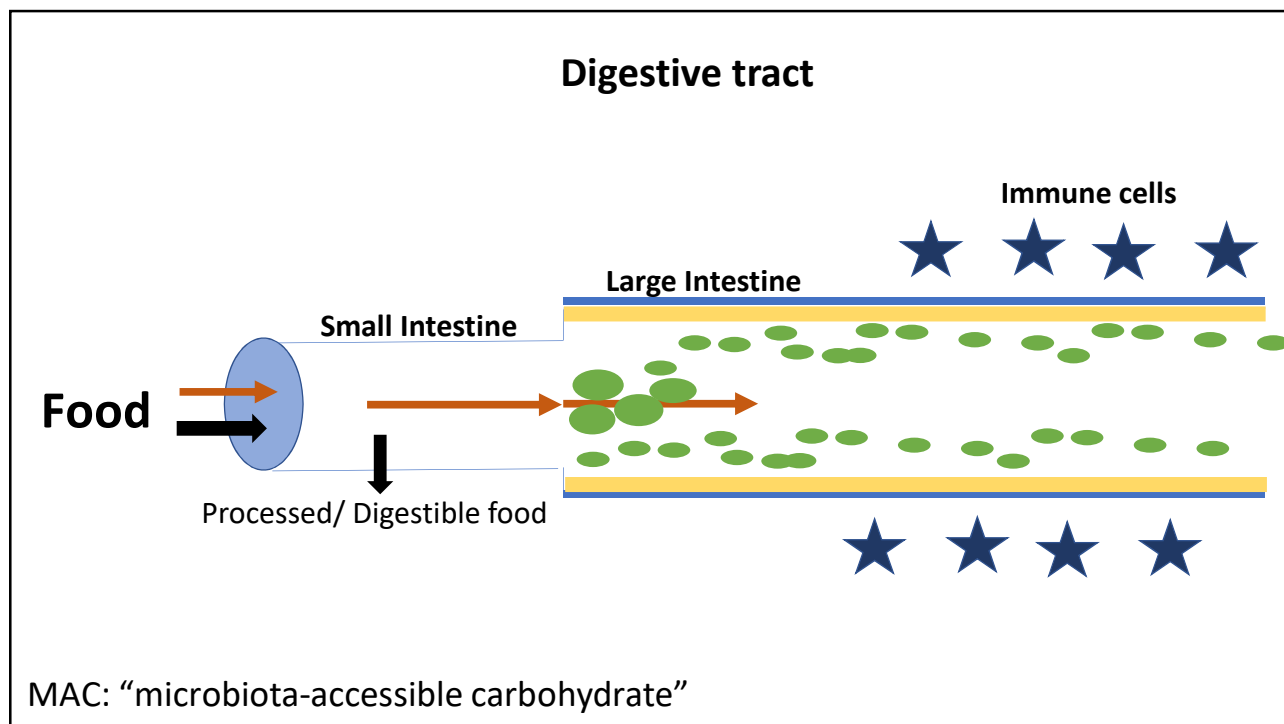 Digestive tract
Immune cells
Large Intestine
Small Intestine
Food
Processed/ Digestible food
MAC: “microbiota-accessible carbohydrate”